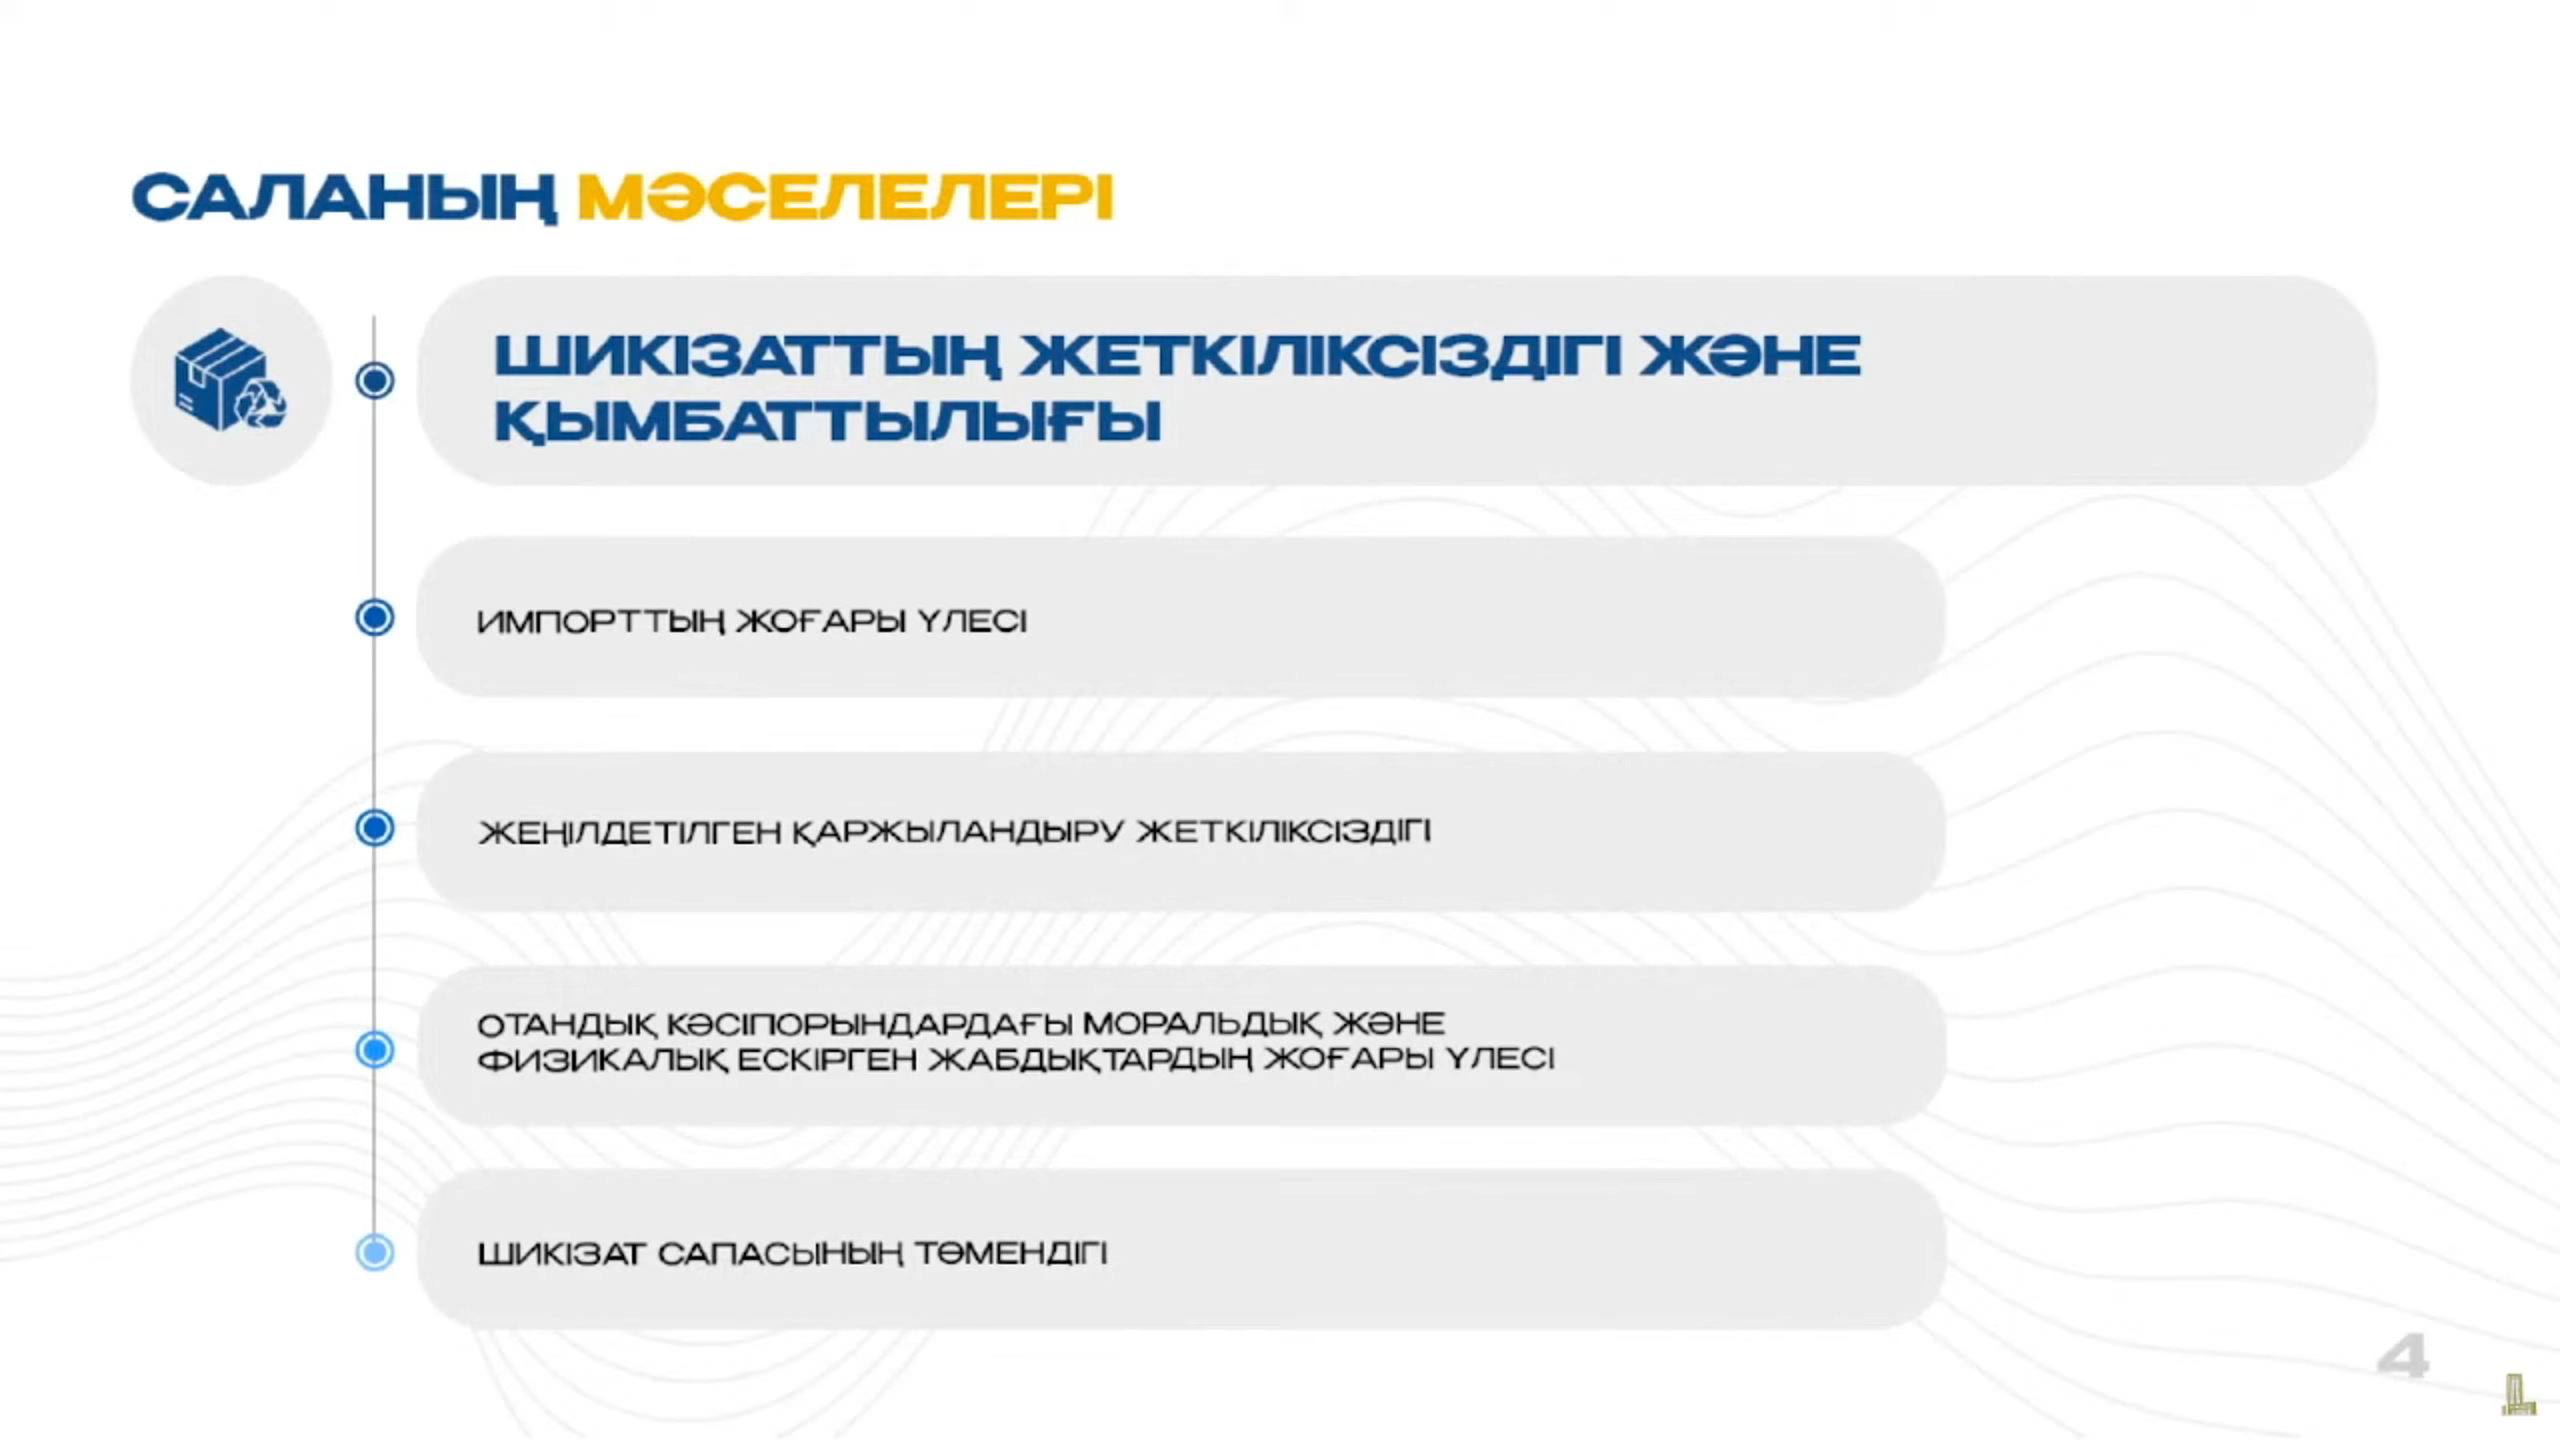 САЛАНЫҢ МӘСЕЛЕЛЕРІ
ШИКІЗАТТЫҢ ЖЕТКІЛІКСІЗДІГІ ЖӘНЕ
ҚЫМБАТТЫЛЫҒЫ
ИМПОРТТЫҢ ЖОҒАРЫ ҮЛЕСІ
ЖЕҢІЛДЕТІЛГЕН ҚАРЖЫЛАНДЫРУ ЖЕТКІЛІКСІЗДІГІ
ОТАНДЫҚ КӘСІПОРЫНДАРДАҒЫ МОРАЛЬДЫҚ ЖӘНЕ
ФИЗИКАЛЫҚ ЕСКІРГЕН ЖАБДЫҚТАРДЫҢ ЖОҒАРЫ ҮЛЕСІ
ШИКІЗАТ САПАСЫНЫҢ ТӨМЕНДІГІ
4